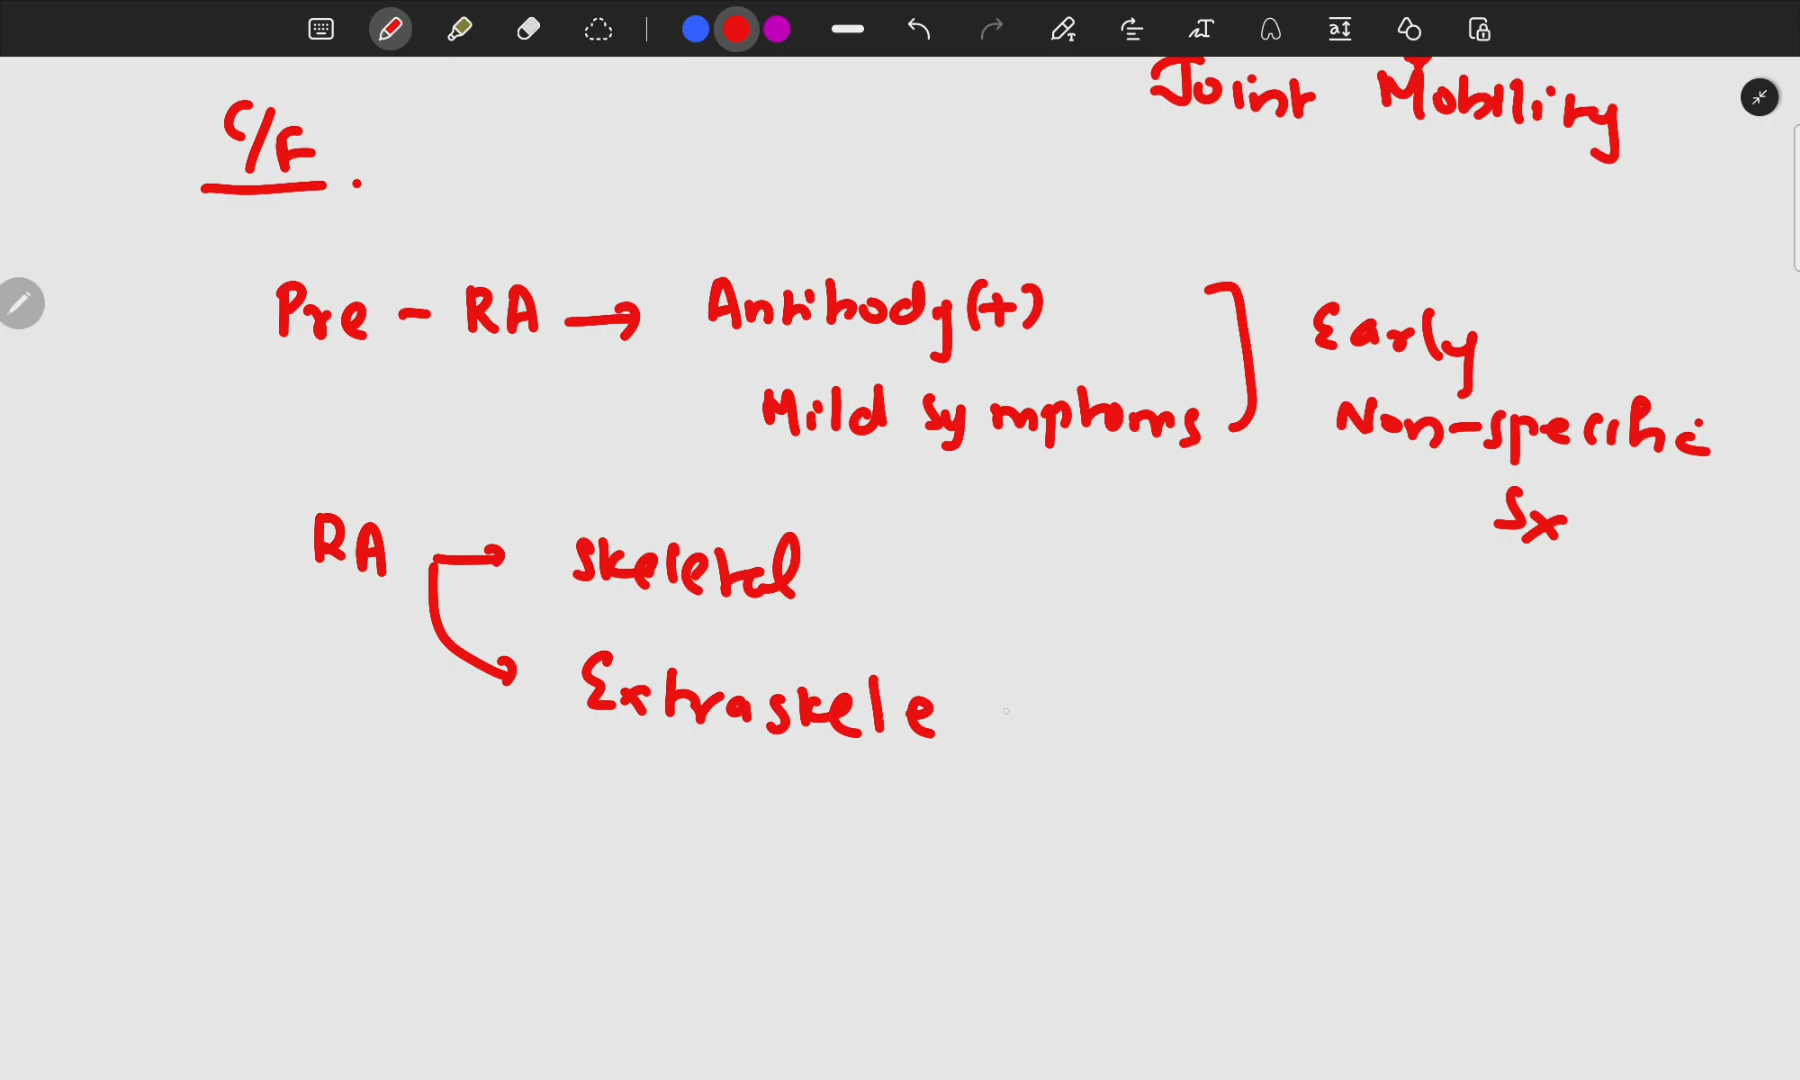 Joint Mobility
C/F.
Pre - RA → Antibody (+)
Mild symptoms
Early
Non-specific
Sx
RA → Skeletal
→ Extraskele